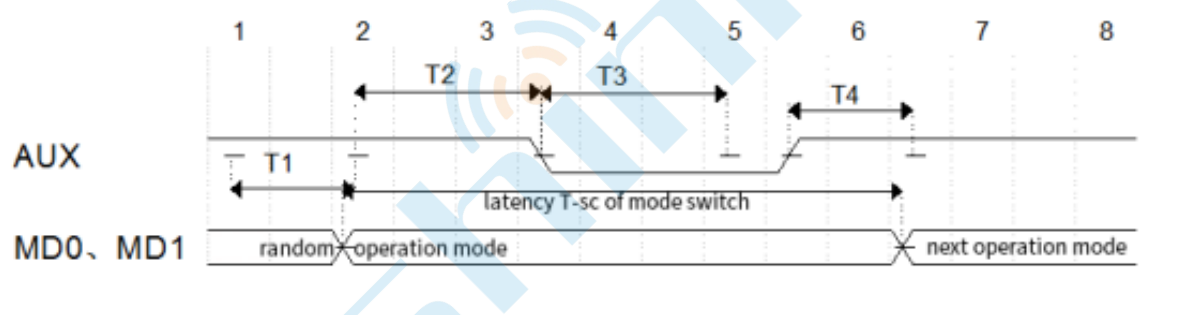 1 2 3 4 5 6 7 8
T2 T3 T4
AUX T1
latency T-sc of mode switch
MD0、MD1 random operation mode next operation mode